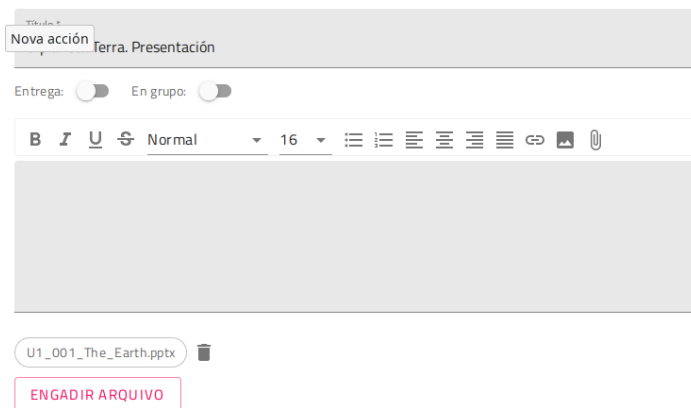 Título *
Nova acción
Terra. Presentación
Entrega:
En grupo:
B I U S Normal 16
U1_001_The_Earth.pptx
ENGADIR ARQUIVO